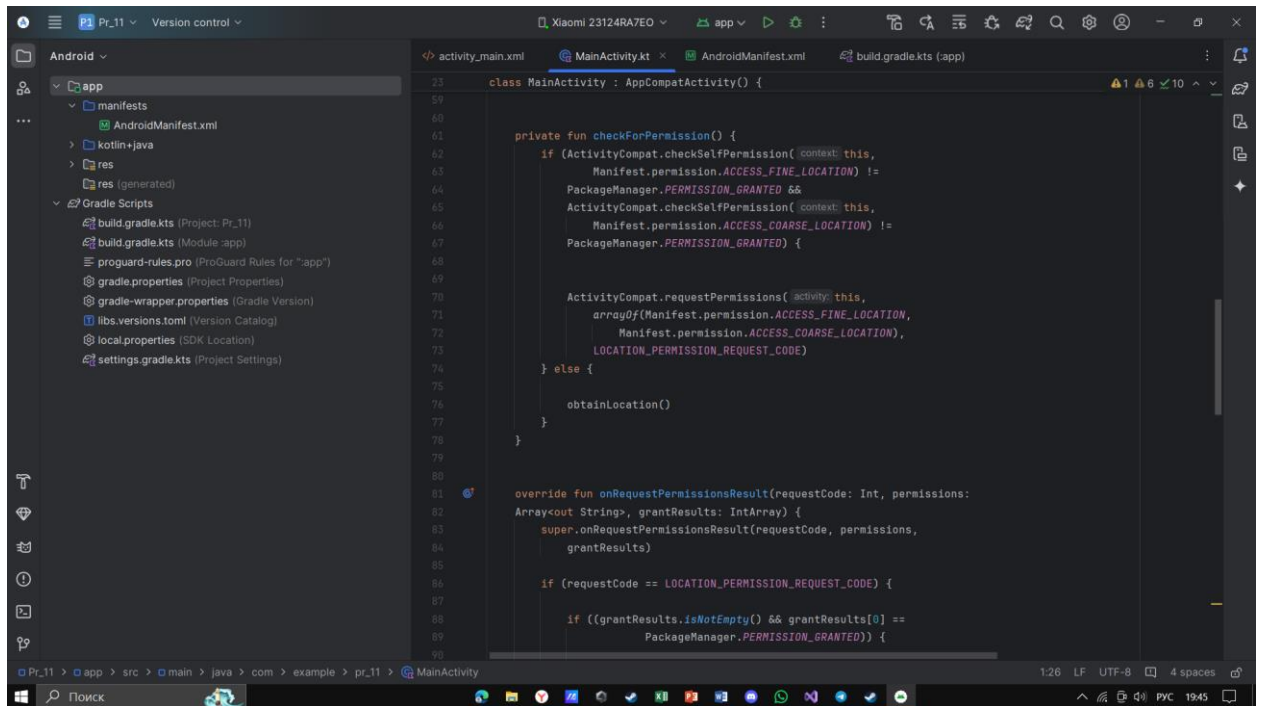 P1 Pr_11 Version control Xiaomi 23124RA7EO app
Android
app
manifests
AndroidManifest.xml
kotlin+java
res
res (generated)
Gradle Scripts
build.gradle.kts (Project: Pr_11)
build.gradle.kts (Module :app)
proguard-rules.pro (ProGuard Rules for ":app")
gradle.properties (Project Properties)
gradle-wrapper.properties (Gradle Version)
libs.versions.toml (Version Catalog)
local.properties (SDK Location)
settings.gradle.kts (Project Settings)
activity_main.xml MainActivity.kt AndroidManifest.xml build.gradle.kts (:app)
23 class MainActivity : AppCompatActivity() { 1 6 10
59
60
61 private fun checkForPermission() {
62 if (ActivityCompat.checkSelfPermission( context: this,
63 Manifest.permission.ACCESS_FINE_LOCATION) !=
64 PackageManager.PERMISSION_GRANTED &&
65 ActivityCompat.checkSelfPermission( context: this,
66 Manifest.permission.ACCESS_COARSE_LOCATION) !=
67 PackageManager.PERMISSION_GRANTED) {
68
69
70 ActivityCompat.requestPermissions( activity: this,
71 arrayOf(Manifest.permission.ACCESS_FINE_LOCATION,
72 Manifest.permission.ACCESS_COARSE_LOCATION),
73 LOCATION_PERMISSION_REQUEST_CODE)
74 } else {
75
76 obtainLocation()
77 }
78 }
79
80
81 override fun onRequestPermissionsResult(requestCode: Int, permissions:
82 Array<out String>, grantResults: IntArray) {
83 super.onRequestPermissionsResult(requestCode, permissions,
84 grantResults)
85
86 if (requestCode == LOCATION_PERMISSION_REQUEST_CODE) {
87
88 if ((grantResults.isNotEmpty() && grantResults[0] ==
89 PackageManager.PERMISSION_GRANTED)) {
90
Pr_11 > app > src > main > java > com > example > pr_11 > MainActivity 1:26 LF UTF-8 4 spaces
Поиск РУС 19:45